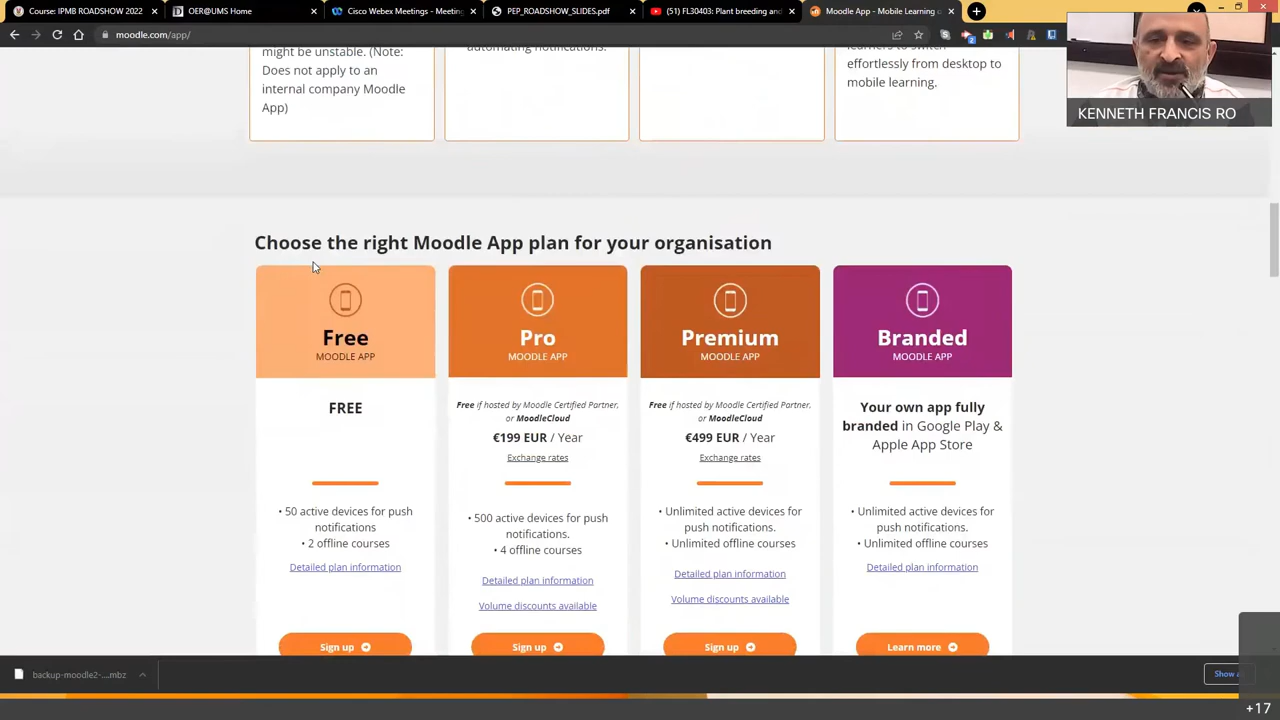 Course: IPMB ROADSHOW 2022
OER@UMS Home
Cisco Webex Meetings - Meeting
PEP_ROADSHOW_SLIDES.pdf
(51) FL30403: Plant breeding and
Moodle App - Mobile Learning
moodle.com/app/
might be unstable. (Note:
Does not apply to an
internal company Moodle
App)
automating notifications.
learners to switch
effortlessly from desktop to
mobile learning.
KENNETH FRANCIS RO
Choose the right Moodle App plan for your organisation
Free
MOODLE APP
FREE
• 50 active devices for push
notifications
• 2 offline courses
Detailed plan information
Sign up
Pro
MOODLE APP
Free if hosted by Moodle Certified Partner,
or MoodleCloud
€199 EUR / Year
Exchange rates
• 500 active devices for push
notifications.
• 4 offline courses
Detailed plan information
Volume discounts available
Sign up
Premium
MOODLE APP
Free if hosted by Moodle Certified Partner,
or MoodleCloud
€499 EUR / Year
Exchange rates
• Unlimited active devices for
push notifications.
• Unlimited offline courses
Detailed plan information
Volume discounts available
Sign up
Branded
MOODLE APP
Your own app fully
branded in Google Play &
Apple App Store
• Unlimited active devices for
push notifications.
• Unlimited offline courses
Detailed plan information
Learn more
backup-moodle2-....mbz
Show
+17